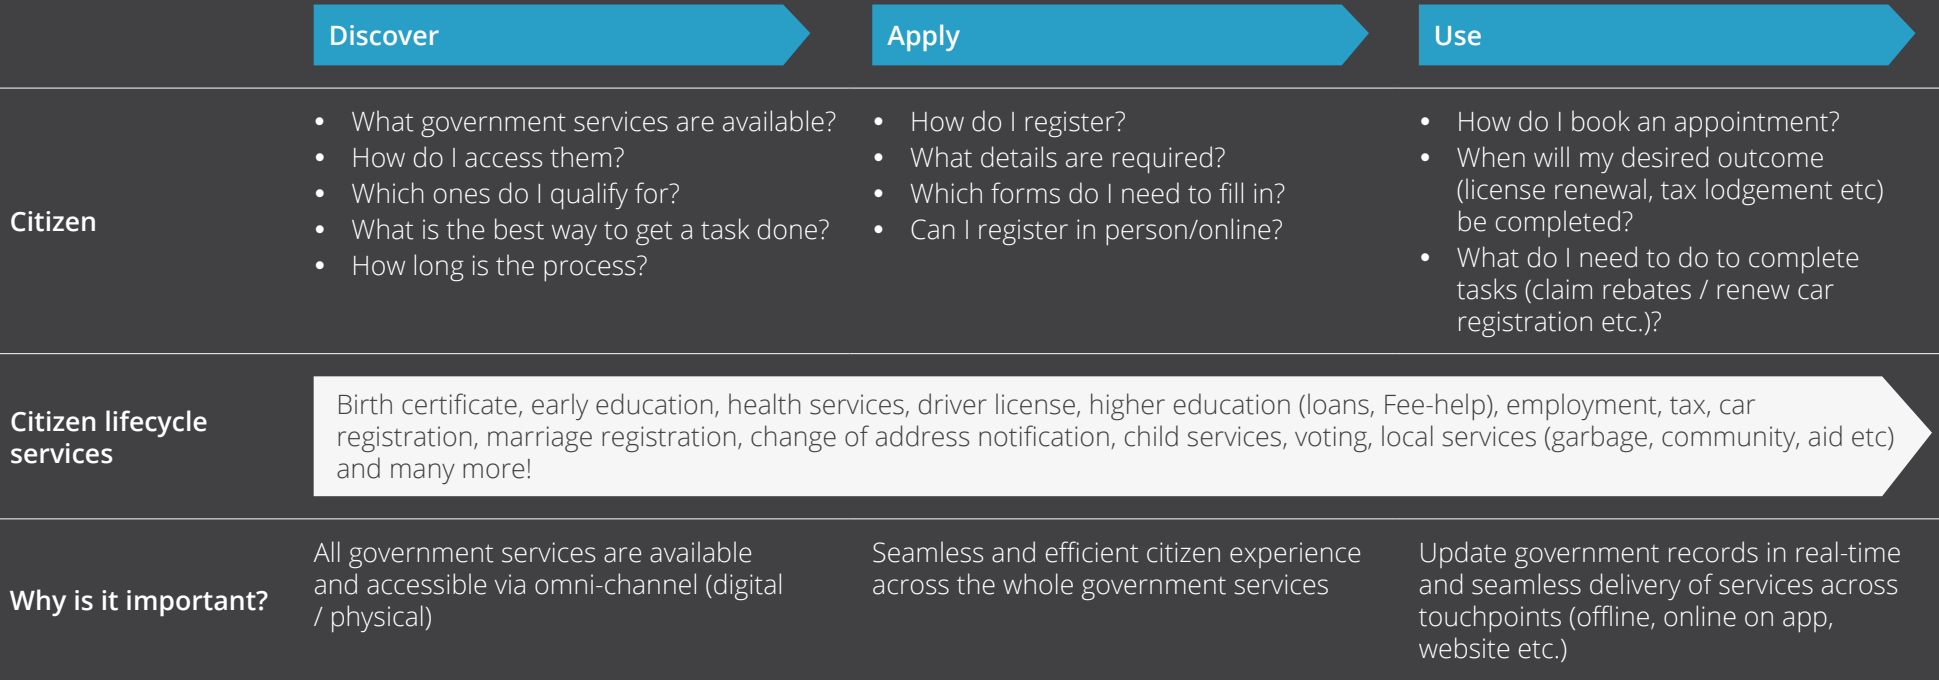 Discover
Apply
Use
Citizen
• What government services are available?
• How do I access them?
• Which ones do I qualify for?
• What is the best way to get a task done?
• How long is the process?
• How do I register?
• What details are required?
• Which forms do I need to fill in?
• Can I register in person/online?
• How do I book an appointment?
• When will my desired outcome
(license renewal, tax lodgement etc)
be completed?
• What do I need to do to complete
tasks (claim rebates / renew car
registration etc.)?
Citizen lifecycle
services
Birth certificate, early education, health services, driver license, higher education (loans, Fee-help), employment, tax, car
registration, marriage registration, change of address notification, child services, voting, local services (garbage, community, aid etc)
and many more!
Why is it important?
All government services are available
and accessible via omni-channel (digital
/ physical)
Seamless and efficient citizen experience
across the whole government services
Update government records in real-time
and seamless delivery of services across
touchpoints (offline, online on app,
website etc.)